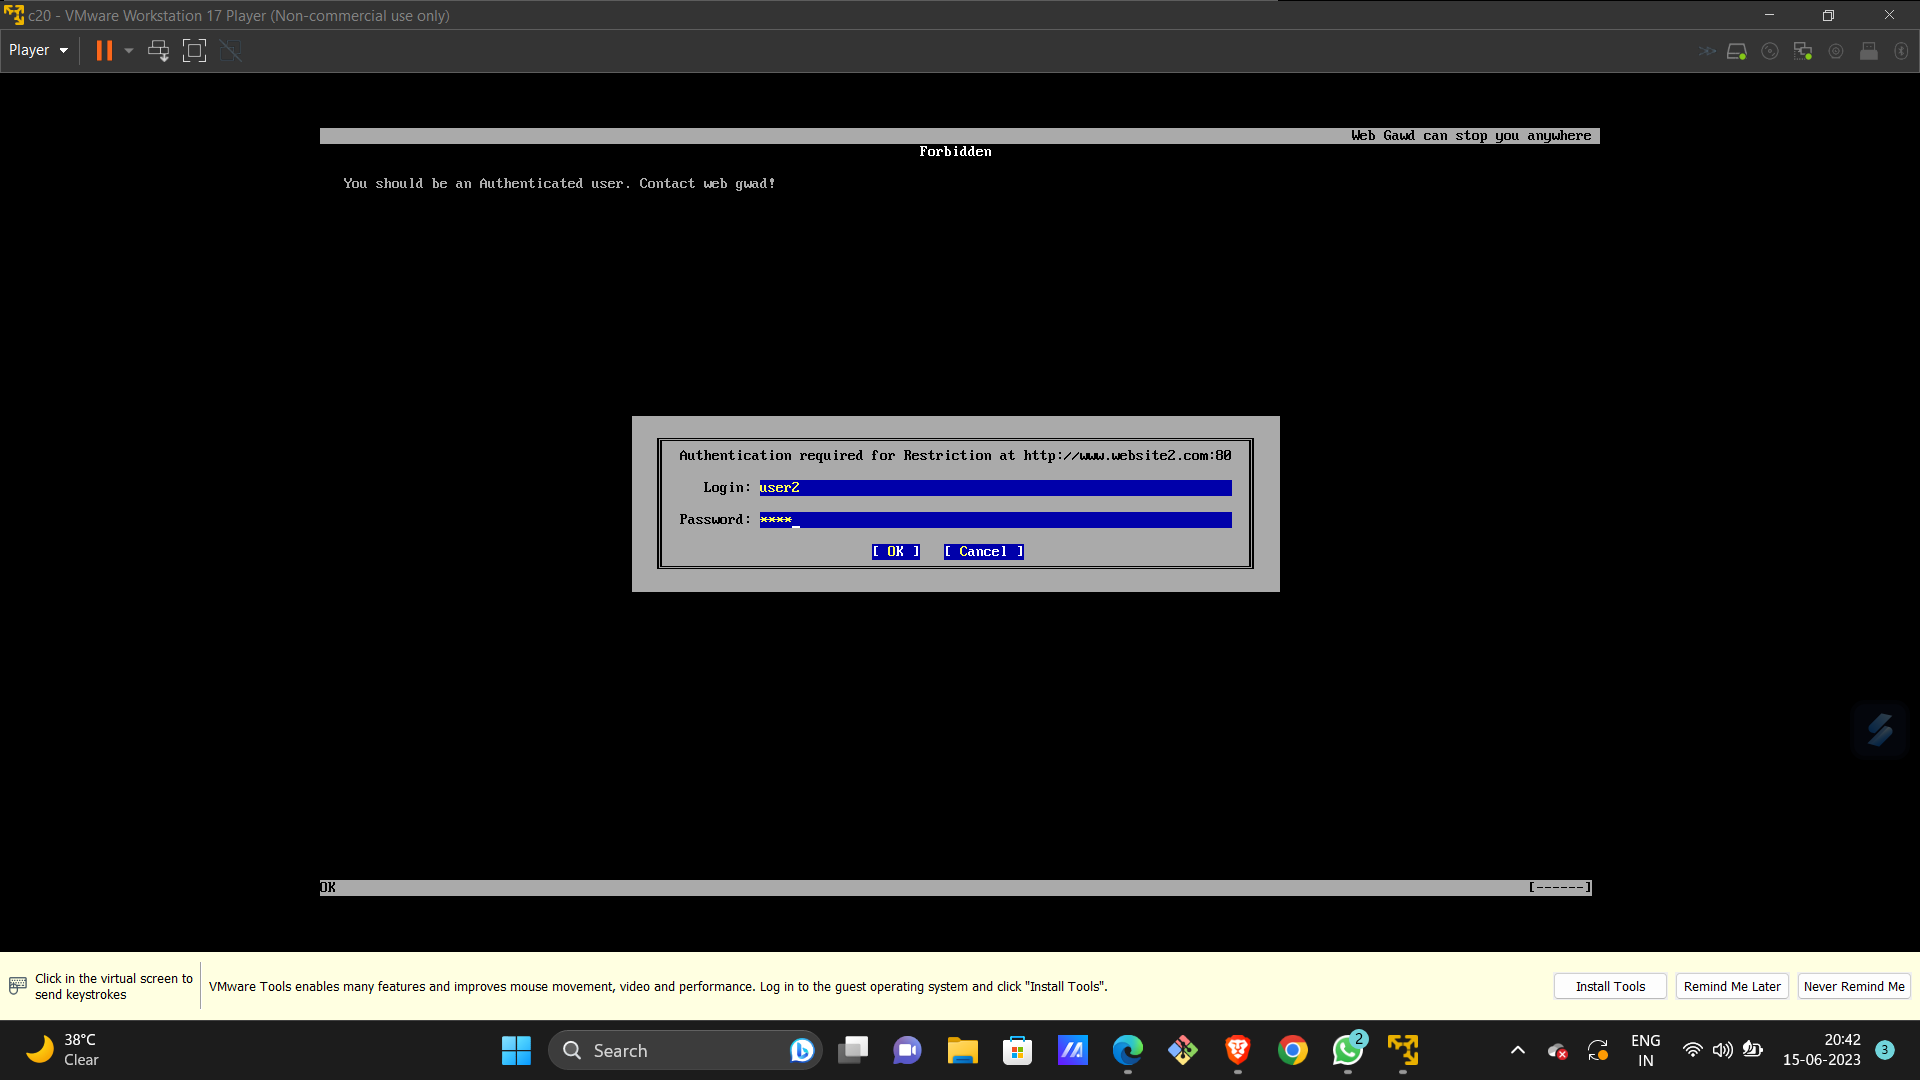 c20 - VMware Workstation 17 Player (Non-commercial use only)
Player
Web Gawd can stop you anywhere
Forbidden
You should be an Authenticated user. Contact web gwad!
Authentication required for Restriction at http://www.website2.com:80
Login: user2
Password: ****_
[ OK ] [ Cancel ]
OK [------]
Click in the virtual screen to
send keystrokes
VMware Tools enables many features and improves mouse movement, video and performance. Log in to the guest operating system and click "Install Tools".
Install Tools
Remind Me Later
Never Remind Me
38°C
Clear
Search
2
ENG
IN
20:42
15-06-2023
3